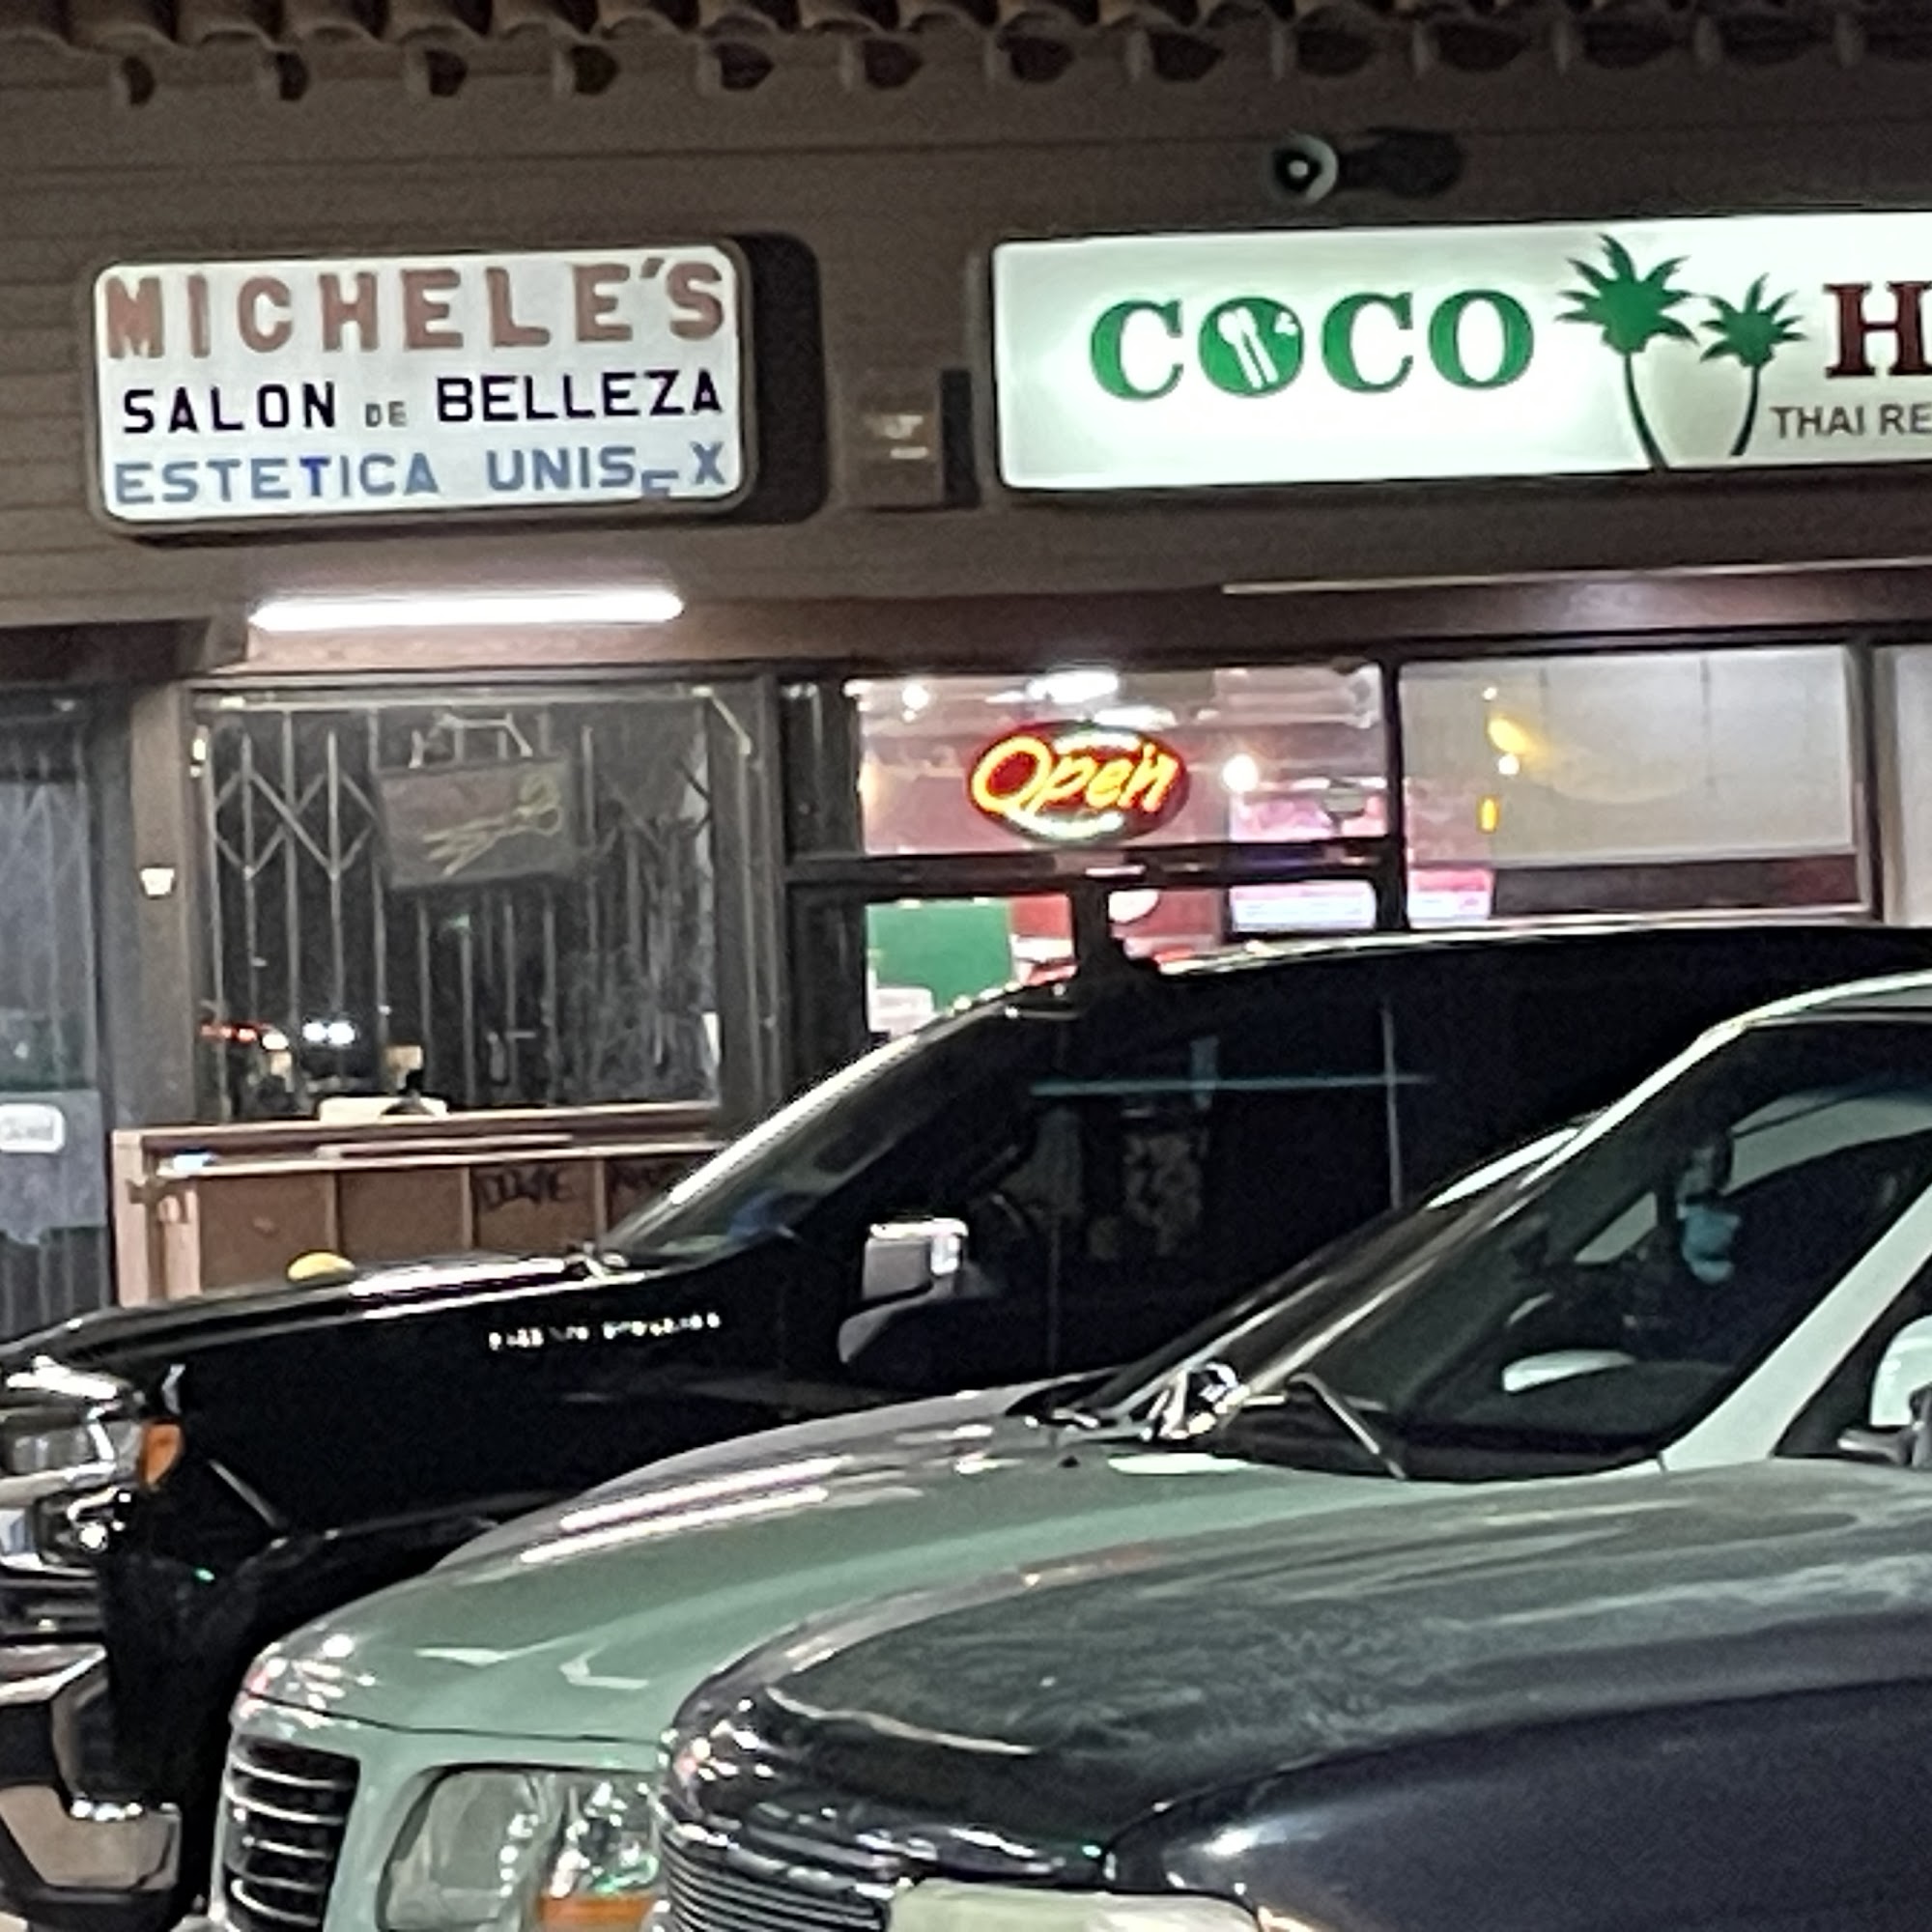 MICHELE'S
SALON DE BELLEZA
ESTETICA UNISEX
COCO H
THAI RE
Open